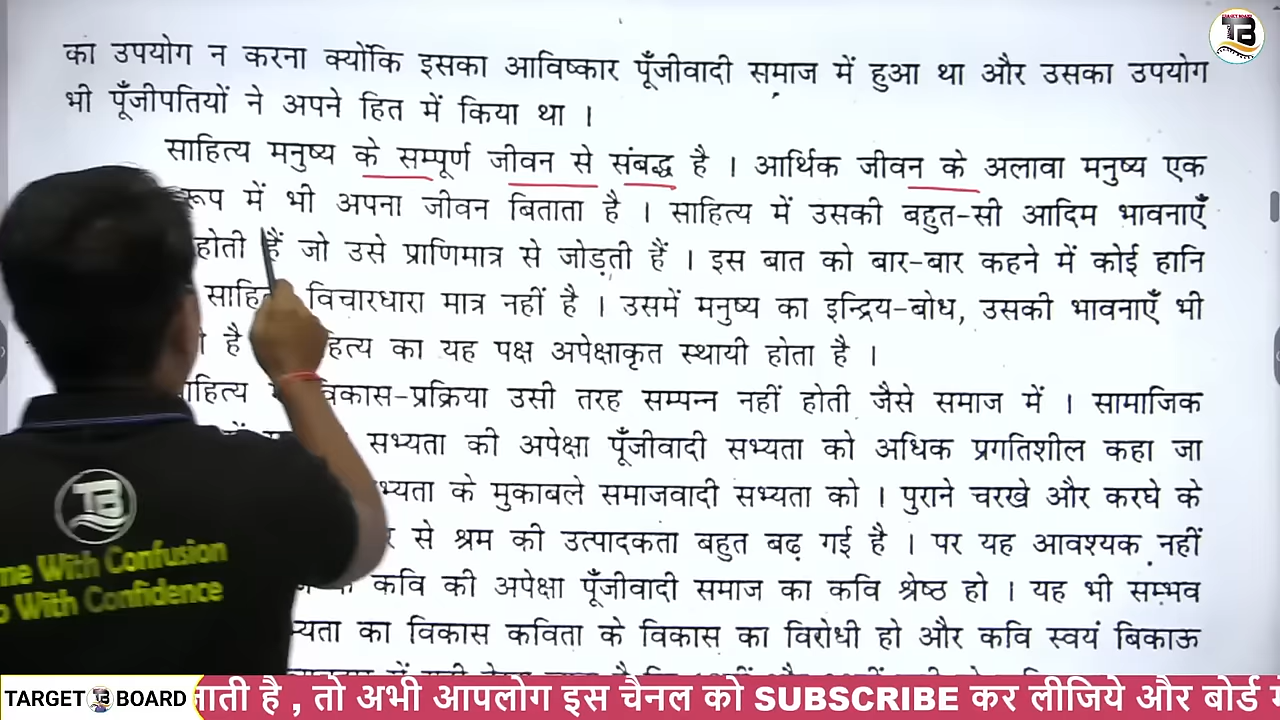 का उपयोग न करना क्योंकि इसका आविष्कार पूँजीवादी समाज में हुआ था और उसका उपयोग
भी पूँजीपतियों ने अपने हित में किया था ।
साहित्य मनुष्य के सम्पूर्ण जीवन से संबद्ध है । आर्थिक जीवन के अलावा मनुष्य एक
रूप में भी अपना जीवन बिताता है । साहित्य में उसकी बहुत-सी आदिम भावनाएँ
होती हैं जो उसे प्राणिमात्र से जोड़ती हैं । इस बात को बार-बार कहने में कोई हानि
विचारधारा मात्र नहीं है । उसमें मनुष्य का इन्द्रिय-बोध, उसकी भावनाएँ भी
है का यह पक्ष अपेक्षाकृत स्थायी होता है ।
विकास-प्रक्रिया उसी तरह सम्पन्न नहीं होती जैसे समाज में । सामाजिक
सभ्यता की अपेक्षा पूँजीवादी सभ्यता को अधिक प्रगतिशील कहा जा
के मुकाबले समाजवादी सभ्यता को । पुराने चरखे और करघे के
से श्रम की उत्पादकता बहुत बढ़ गई है । पर यह आवश्यक नहीं
कवि की अपेक्षा पूँजीवादी समाज का कवि श्रेष्ठ हो । यह भी सम्भव
का विकास कविता के विकास का विरोधी हो और कवि स्वयं बिकाऊ
TB
With Confusion
With Confidence
TARGET BOARD
है , तो अभी आपलोग इस चैनल को SUBSCRIBE कर लीजिये और बोर्ड